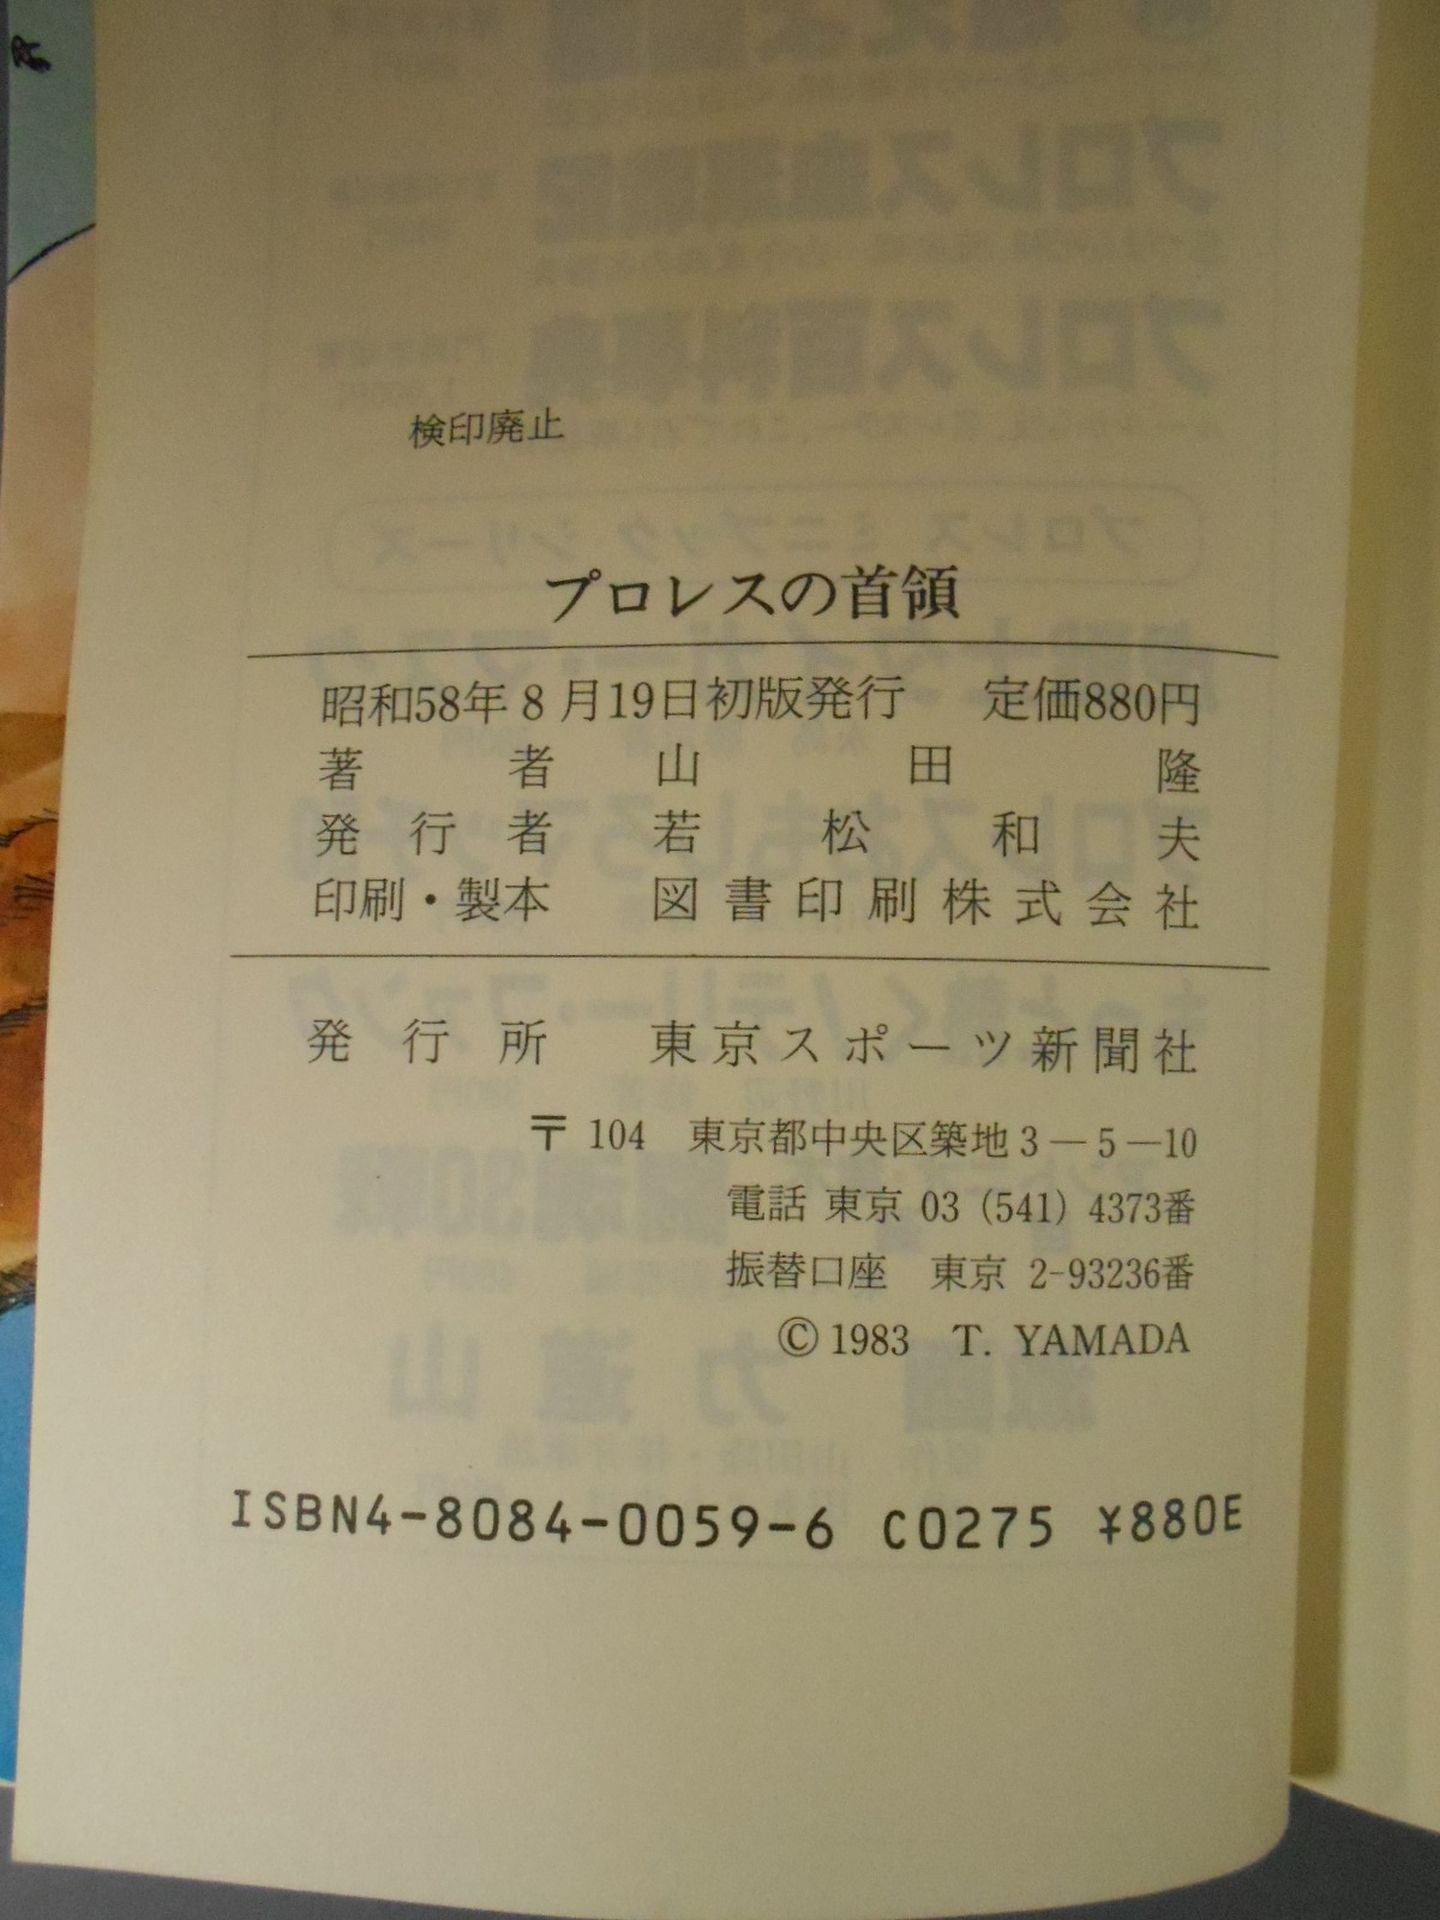 検印廃止
プロレスの首領
昭和58年8月19日初版発行 定価880円
著者 山田隆
発行者 若松和夫
印刷・製本 図書印刷株式会社
発行所 東京スポーツ新聞社
〒104 東京都中央区築地3—5—10
電話 東京 03 (541) 4373番
振替口座 東京 2-93236番
©1983 T. YAMADA
ISBN4-8084-0059-6 C0275 ¥880E